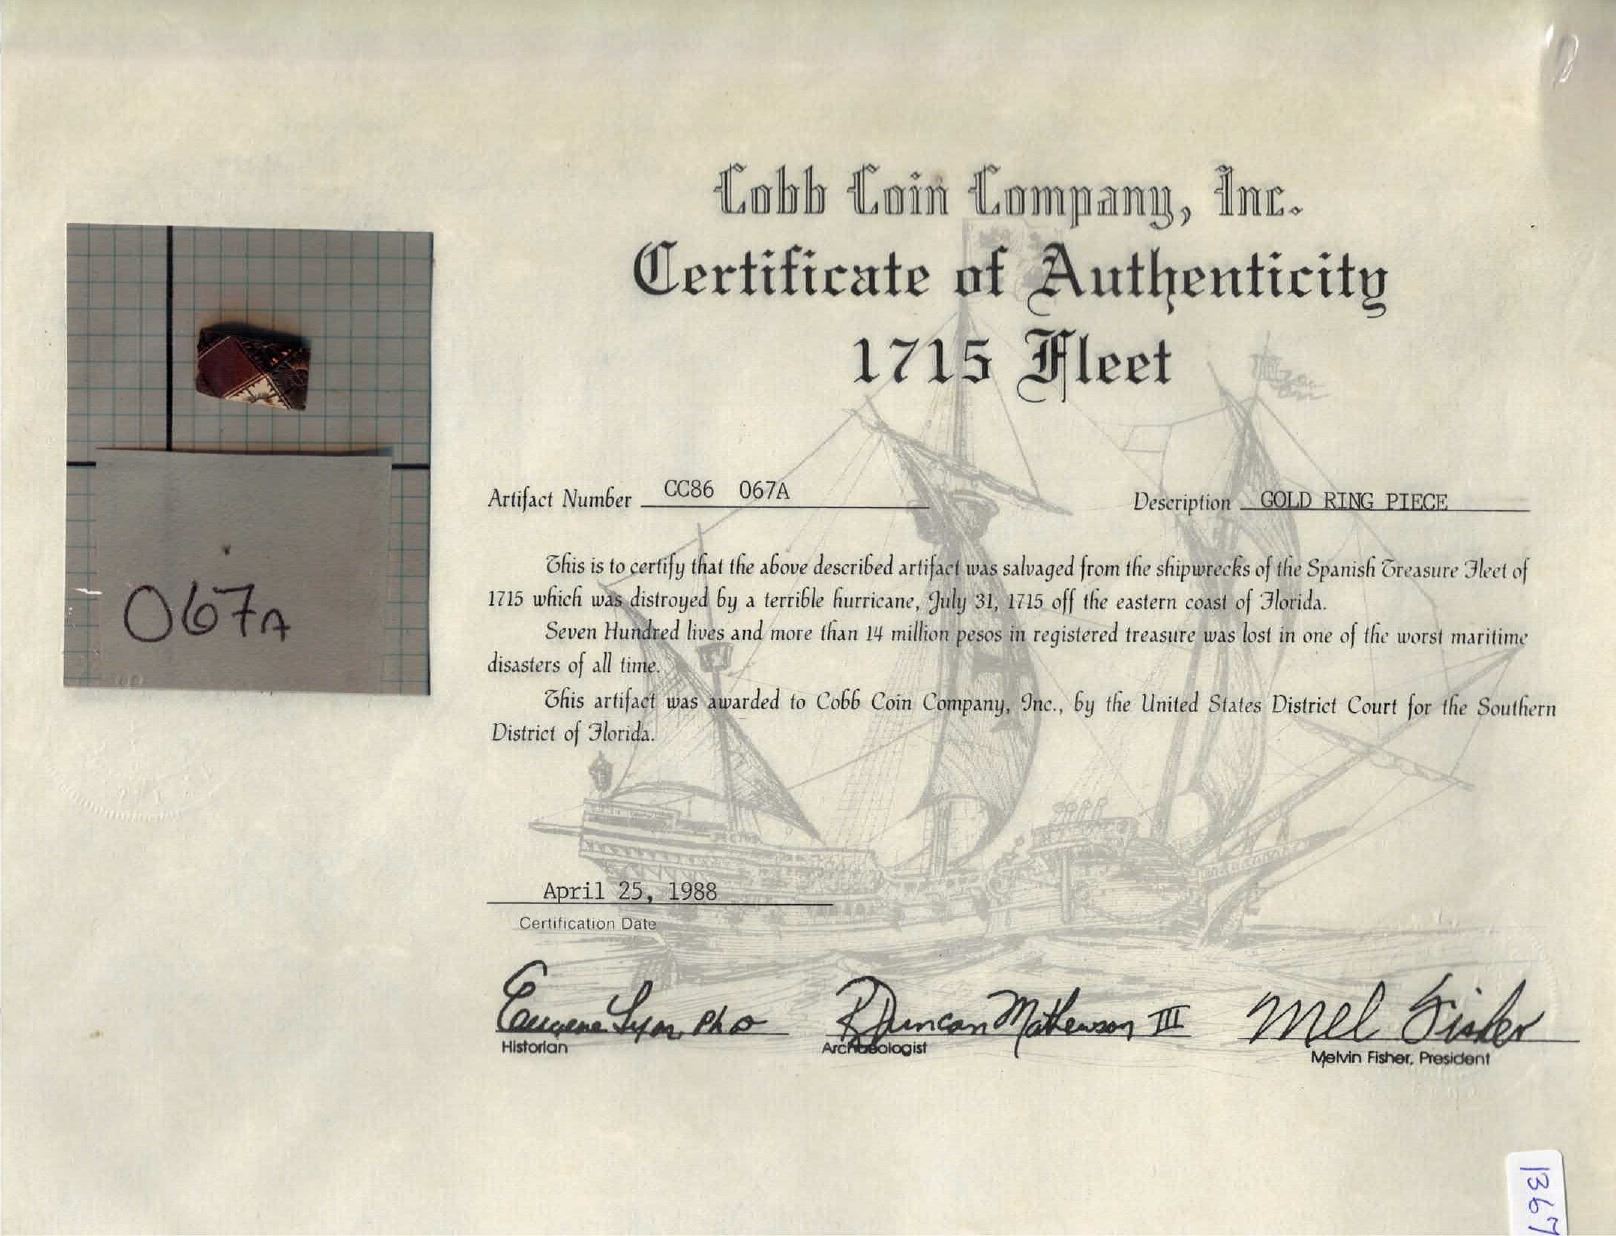 Cobb Coin Company, Inc.
Certificate of Authenticity
1715 Fleet
Artifact Number CC86 067A
Description GOLD RING PIECE
This is to certify that the above described artifact was salvaged from the shipwrecks of the Spanish Treasure Fleet of
1715 which was distroyed by a terrible hurricane, July 31, 1715 off the eastern coast of Florida.
Seven Hundred lives and more than 14 million pesos in registered treasure was lost in one of the worst maritime
disasters of all time.
This artifact was awarded to Cobb Coin Company, Inc., by the United States District Court for the Southern
District of Florida.
067A
April 25, 1988
Certification Date
Eugene Lyon, PhD
Historian
R Duncan Mathewson III
Archaeologist
Mel Fisher
Melvin Fisher, President
1367